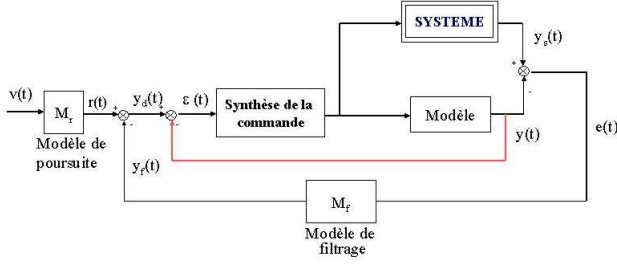 SYSTEME
y_s(t)
+
-
v(t)
M_r
r(t)
+
-
y_d(t)
+
-
ε (t)
Synthèse de la
commande
Modèle
y(t)
e(t)
Modèle de
poursuite
y_f(t)
M_f
Modèle de
filtrage